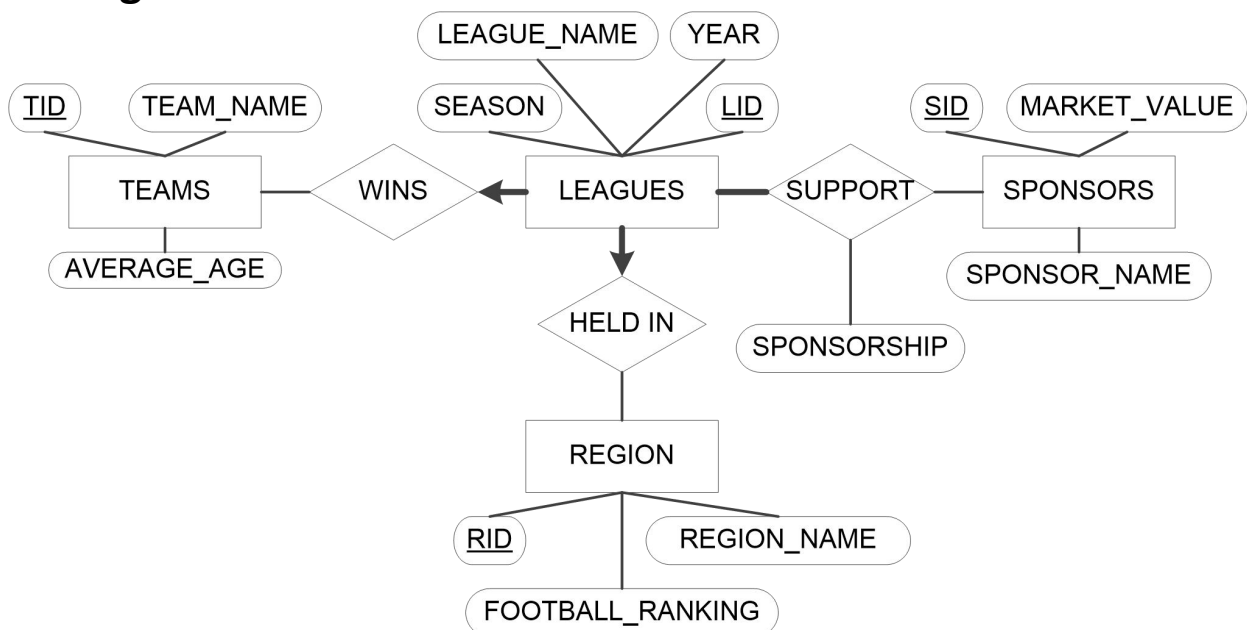 LEAGUE_NAME
YEAR
TID
TEAM_NAME
SEASON
LID
SID
MARKET_VALUE
TEAMS
WINS
LEAGUES
SUPPORT
SPONSORS
AVERAGE_AGE
SPONSOR_NAME
HELD IN
SPONSORSHIP
REGION
RID
REGION_NAME
FOOTBALL_RANKING